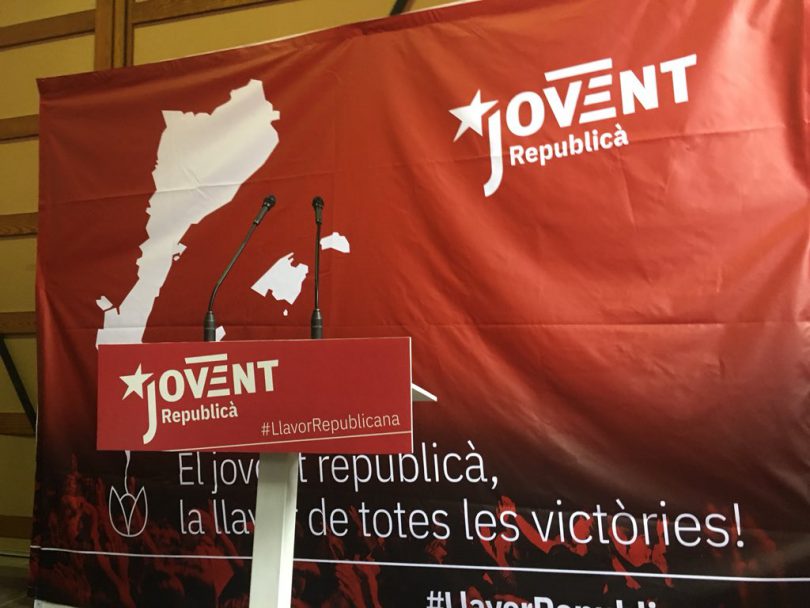 JOVENT
Republicà
JOVENT
Republicà
#LlavorRepublicana
El jovent republicà,
la llavor de totes les victòries!